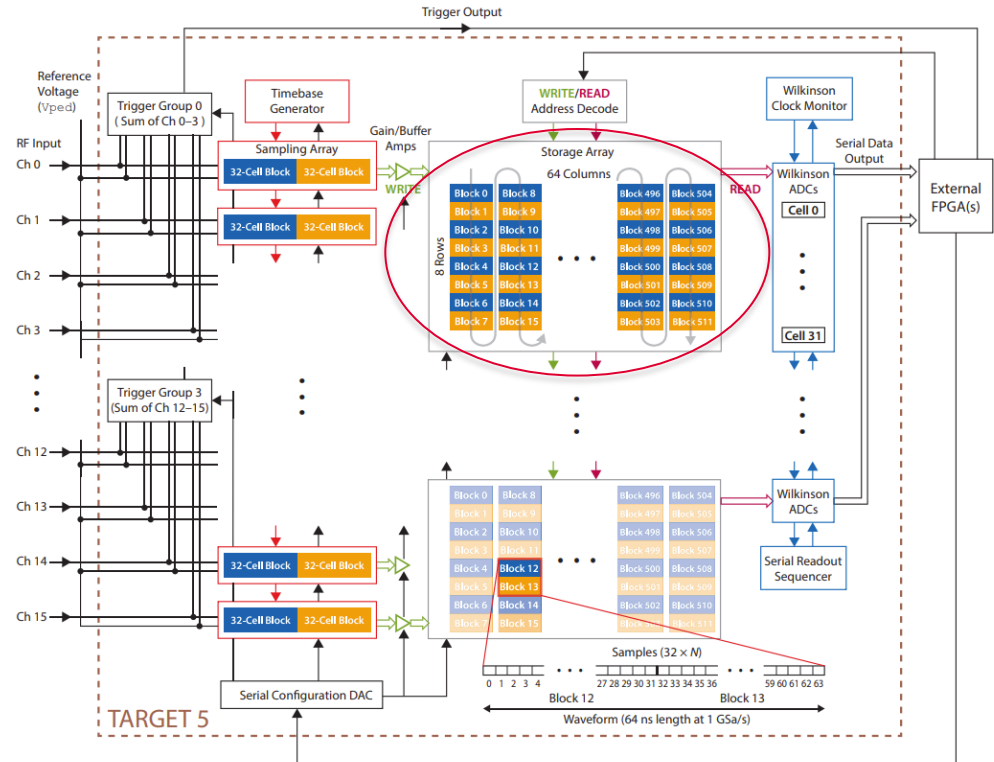 Trigger Output
Reference
Voltage
(Vped)
RF Input
Trigger Group 0
( Sum of Ch 0–3 )
Timebase
Generator
Gain/Buffer
Amps
WRITE/READ
Address Decode
Wilkinson
Clock Monitor
Serial Data
Output
External
FPGA(s)
Ch 0
Ch 1
Ch 2
Ch 3
Sampling Array
32-Cell Block 32-Cell Block
32-Cell Block 32-Cell Block
WRITE
Storage Array
64 Columns
8 Rows
Block 0 Block 8 Block 496 Block 504
Block 1 Block 9 Block 497 Block 505
Block 2 Block 10 Block 498 Block 506
Block 3 Block 11 Block 499 Block 507
Block 4 Block 12 Block 500 Block 508
Block 5 Block 13 Block 501 Block 509
Block 6 Block 14 Block 502 Block 510
Block 7 Block 15 Block 503 Block 511
READ
Wilkinson
ADCs
Cell 0
Cell 31
Trigger Group 3
(Sum of Ch 12–15)
Ch 12
Ch 13
Ch 14
Ch 15
32-Cell Block 32-Cell Block
32-Cell Block 32-Cell Block
Block 0 Block 8 Block 496 Block 504
Block 1 Block 9 Block 497 Block 505
Block 2 Block 10 Block 498 Block 506
Block 3 Block 11 Block 499 Block 507
Block 4 Block 12 Block 500 Block 508
Block 5 Block 13 Block 501 Block 509
Block 6 Block 14 Block 502 Block 510
Block 7 Block 15 Block 511
Wilkinson
ADCs
Serial Readout
Sequencer
Serial Configuration DAC
Samples (32 × N)
0 1 2 3 4 27 28 29 30 31 32 33 34 35 36 59 60 61 62 63
Block 12 Block 13
Waveform (64 ns length at 1 GSa/s)
TARGET 5